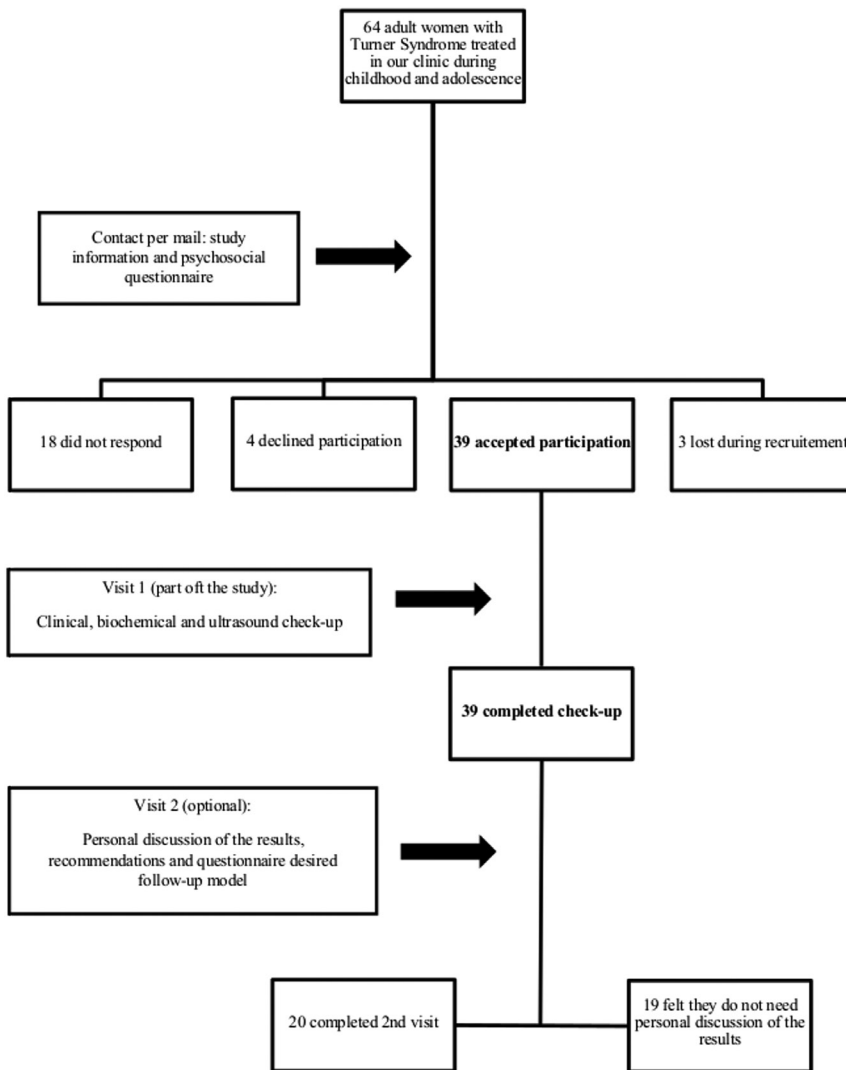 64 adult women with
Turner Syndrome treated
in our clinic during
childhood and adolescence
Contact per mail: study
information and psychosocial
questionnaire
18 did not respond
4 declined participation
39 accepted participation
3 lost during recruitement
Visit 1 (part oft the study):
Clinical, biochemical and ultrasound check-up
39 completed check-up
Visit 2 (optional):
Personal discussion of the results,
recommendations and questionnaire desired
follow-up model
20 completed 2nd visit
19 felt they do not need
personal discussion of the
results